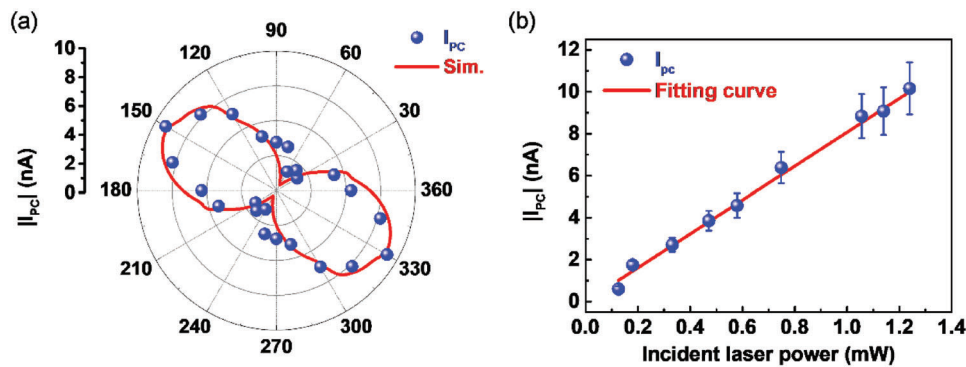 (a)
|I_PC| (nA)
10
8
6
4
2
0
90
60
30
360
330
300
270
240
210
180
150
120
I_PC
Sim.
(b)
|I_PC| (nA)
12
10
8
6
4
2
0
I_pc
Fitting curve
0.0 0.2 0.4 0.6 0.8 1.0 1.2 1.4
Incident laser power (mW)